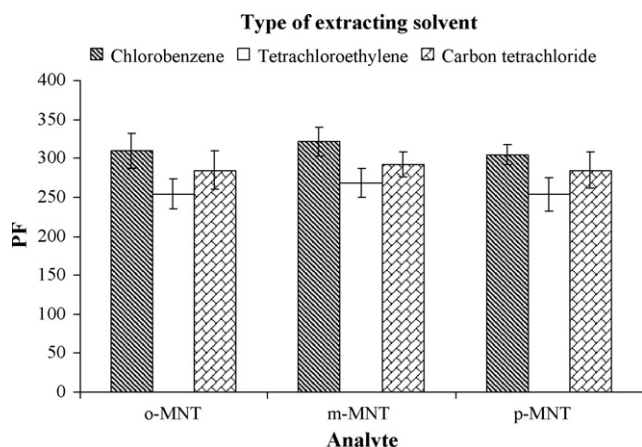 Type of extracting solvent
Chlorobenzene Tetrachloroethylene Carbon tetrachloride
400
350
300
250
200
150
100
50
0
PF
o-MNT m-MNT p-MNT
Analyte